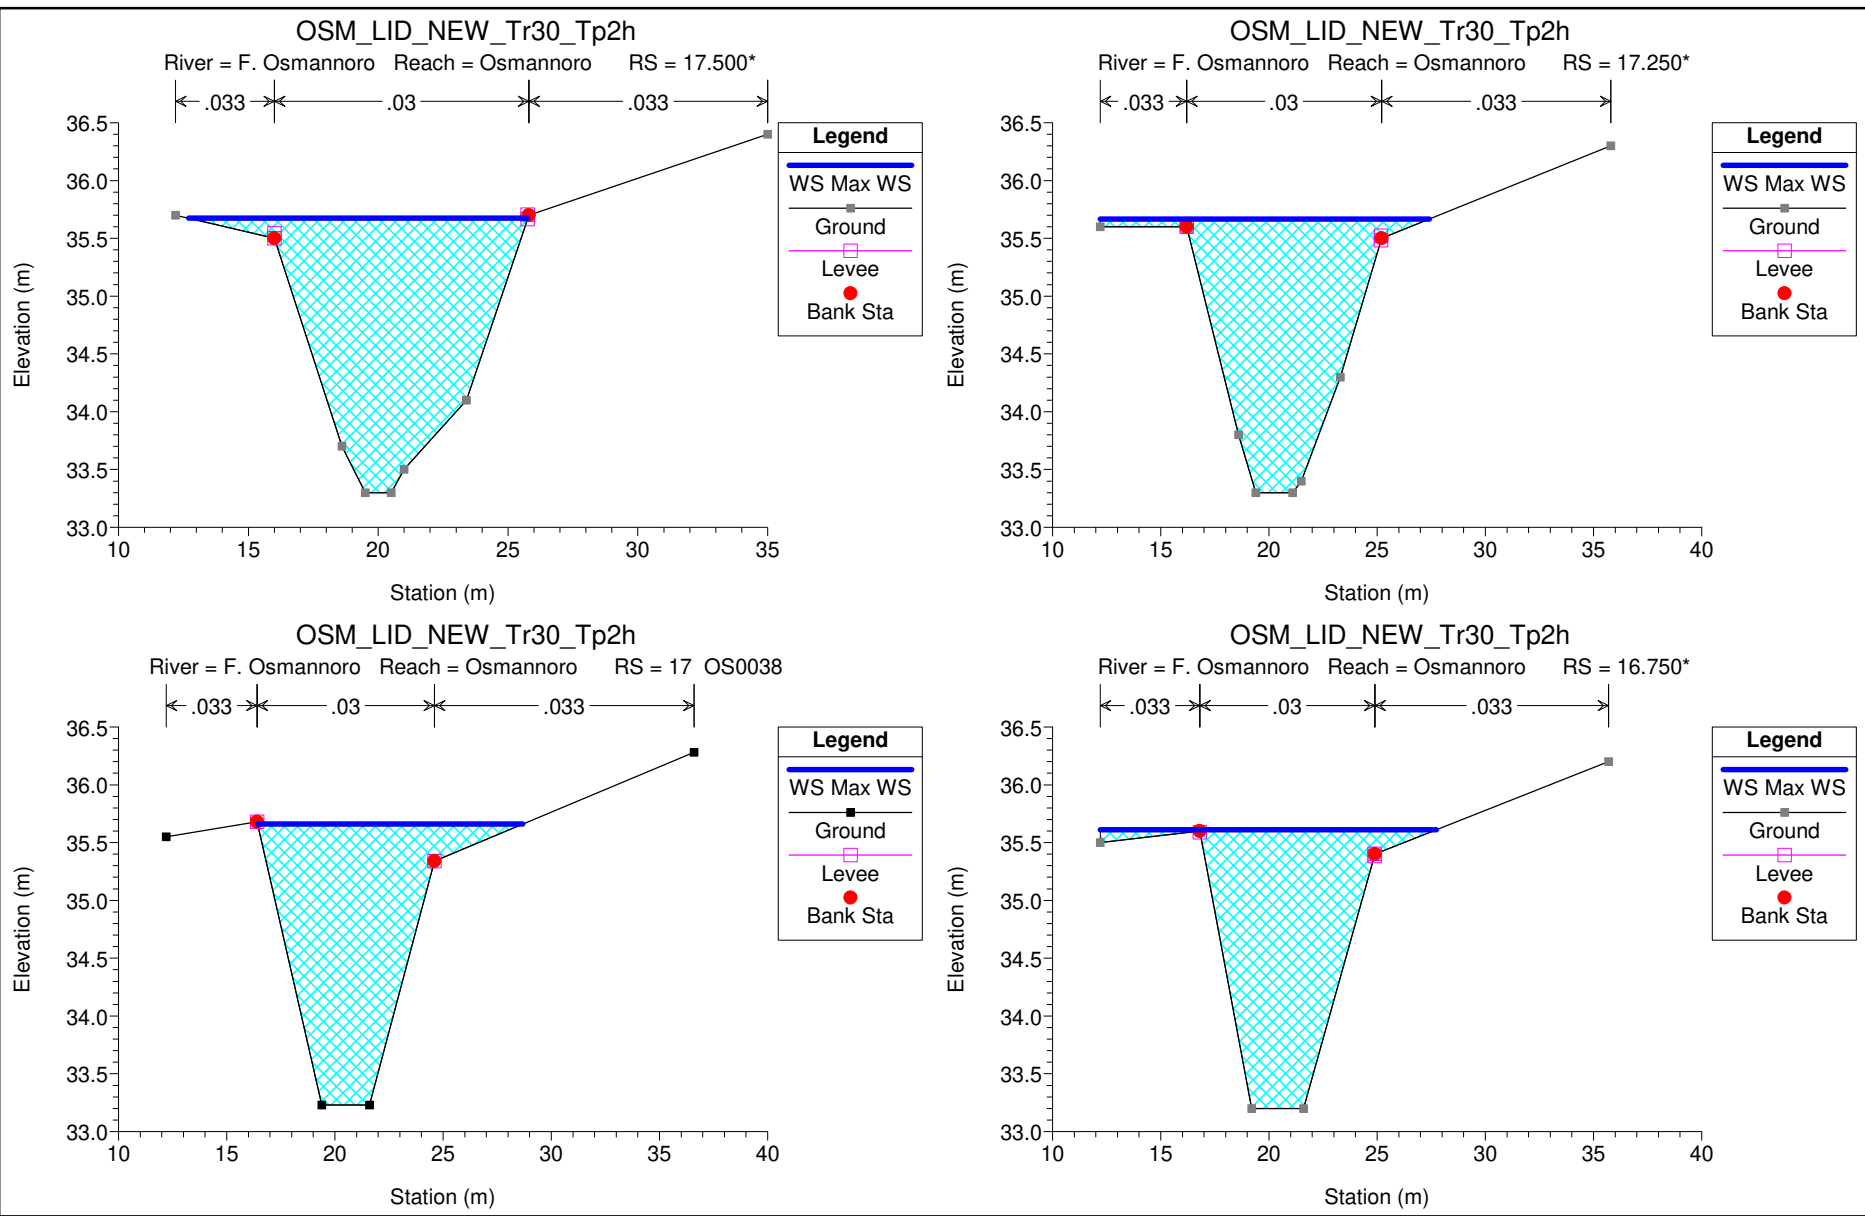 OSM_LID_NEW_Tr30_Tp2h
River = F. Osmannoro Reach = Osmannoro RS = 17.500*
.033 .03 .033
36.5
36.0
35.5
35.0
34.5
34.0
33.5
33.0
10 15 20 25 30 35
Station (m)
Elevation (m)
Legend
WS Max WS
Ground
Levee
Bank Sta
OSM_LID_NEW_Tr30_Tp2h
River = F. Osmannoro Reach = Osmannoro RS = 17.250*
.033 .03 .033
36.5
36.0
35.5
35.0
34.5
34.0
33.5
33.0
10 15 20 25 30 35 40
Station (m)
Elevation (m)
Legend
WS Max WS
Ground
Levee
Bank Sta
OSM_LID_NEW_Tr30_Tp2h
River = F. Osmannoro Reach = Osmannoro RS = 17 OS0038
.033 .03 .033
36.5
36.0
35.5
35.0
34.5
34.0
33.5
33.0
10 15 20 25 30 35 40
Station (m)
Elevation (m)
Legend
WS Max WS
Ground
Levee
Bank Sta
OSM_LID_NEW_Tr30_Tp2h
River = F. Osmannoro Reach = Osmannoro RS = 16.750*
.033 .03 .033
36.5
36.0
35.5
35.0
34.5
34.0
33.5
33.0
10 15 20 25 30 35 40
Station (m)
Elevation (m)
Legend
WS Max WS
Ground
Levee
Bank Sta